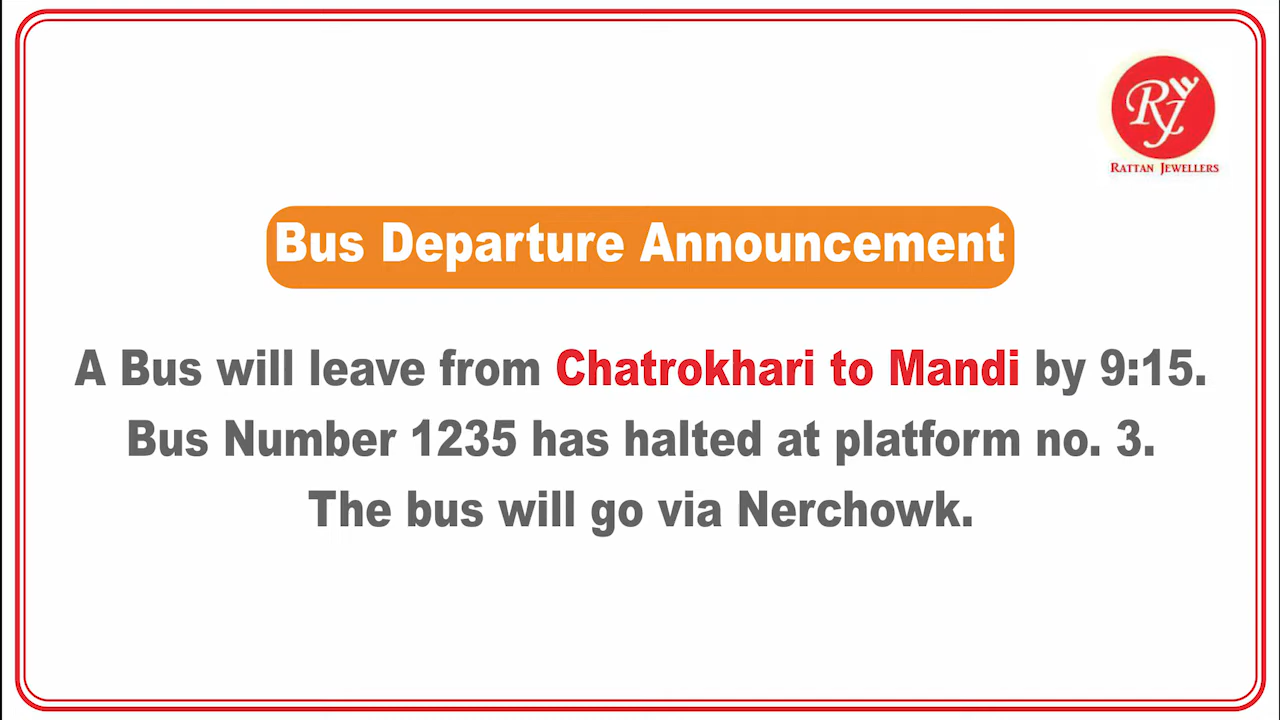 RJ
RATTAN JEWELLERS
Bus Departure Announcement
A Bus will leave from Chatrokhari to Mandi by 9:15.
Bus Number 1235 has halted at platform no. 3.
The bus will go via Nerchowk.